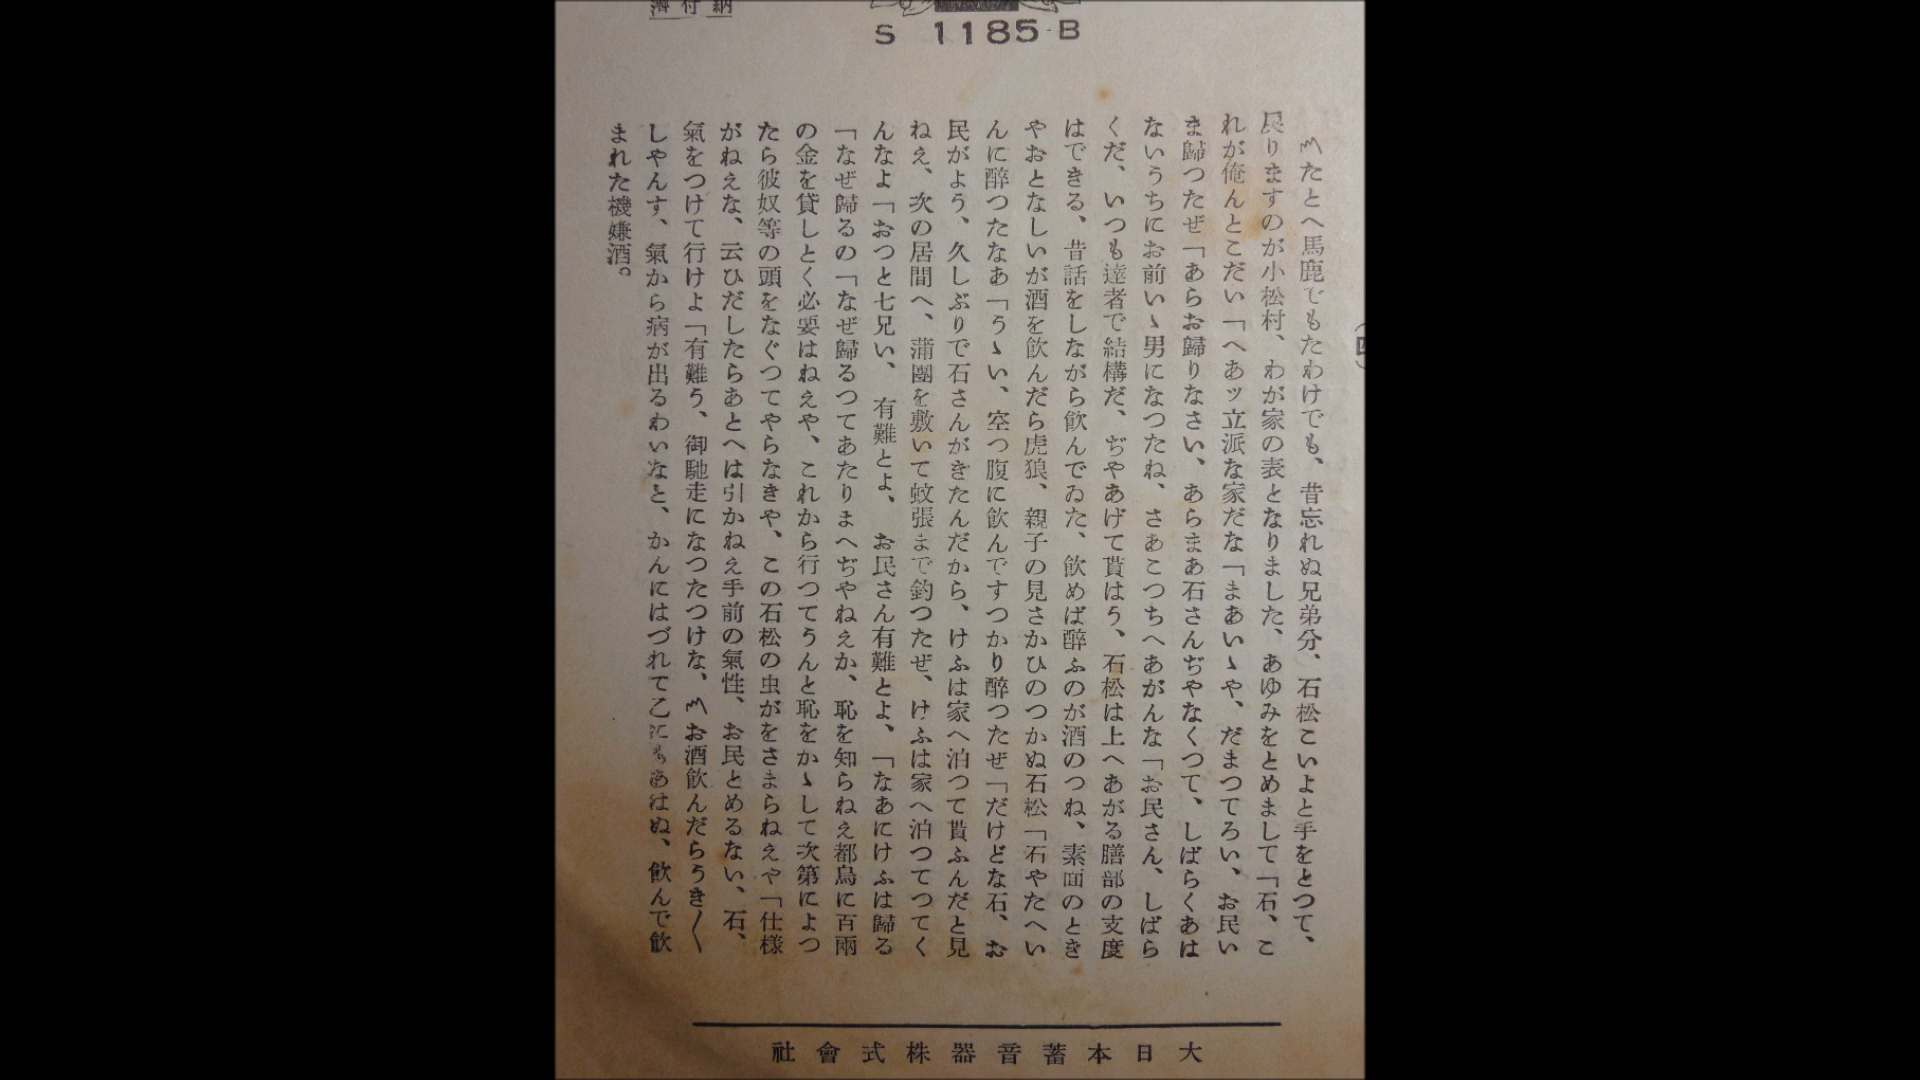 納付濟
S 1185-B
(四)
〽たとへ馬鹿でもたわけでも、昔忘れぬ兄弟分、石松こいよと手をとつて、
戻りますのが小松村、わが家の表となりました、あゆみをとめまして「石、こ
れが俺んとこだい「へあッ立派な家だな「まあいゝや、だまつてろい、お民い
ま歸つたぜ「あらお歸りなさい、あらまあ石さんぢやなくつて、しばらくあは
ないうちにお前いゝ男になつたね、さあこつちへあがんな「お民さん、しばら
くだ、いつも達者で結構だ、ぢやあげて貰はう、石松は上へあがる膳部の支度
はできる、昔話をしながら飲んでゐた、飲めば醉ふのが酒のつね、素面のとき
やおとなしいが酒を飲んだら虎狼、親子の見さかひのつかぬ石松「石やたへい
んに醉つたなあ「うゝい、空つ腹に飲んですつかり醉つたぜ「だけどな石、お
民がよう、久しぶりで石さんがきたんだから、けふは家へ泊つて貰ふんだと見
ねえ、次の居間へ、蒲團を敷いて蚊張まで釣つたぜ、けふは家へ泊つてつてく
んなよ「おつと七兄い、有難とよ、お民さん有難とよ、「なあにけふは歸る
「なぜ歸るの「なぜ歸るつてあたりまへぢやねえか、恥を知らねえ都鳥に百兩
の金を貸しとく必要はねえや、これから行つてうんと恥をかゝして次第によつ
たら彼奴等の頭をなぐつてやらなきや、この石松の虫がをさまらねえや「仕樣
がねえな、云ひだしたらあとへは引かねえ手前の氣性、お民とめるない、石、
氣をつけて行けよ「有難う、御馳走になつたつけな、〽お酒飲んだらうき〳〵
しやんす、氣から病が出るわいなと、かんにはづれて乙にもあはぬ、飲んで飲
まれた機嫌酒。
大日本蓄音器株式會社